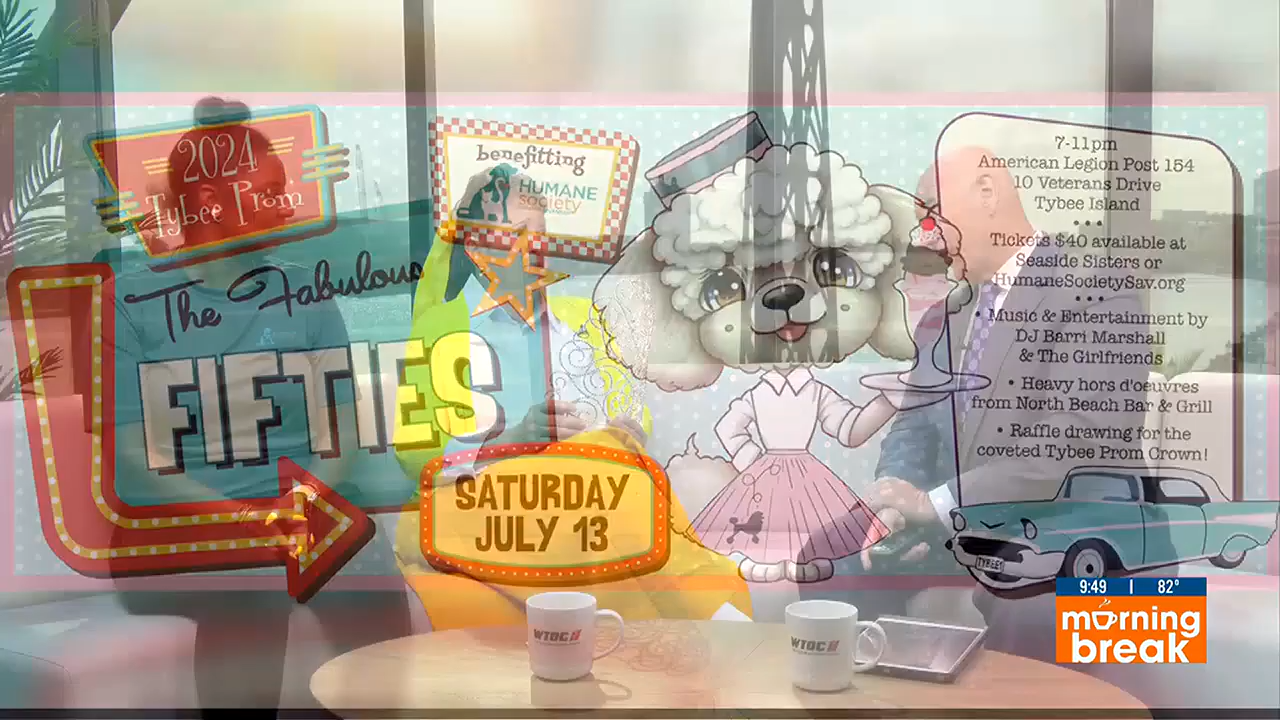 2024
Tybee Prom
The Fabulous
FIFTIES
benefitting
HUMANE
society
SATURDAY
JULY 13
7-11pm
American Legion Post 154
10 Veterans Drive
Tybee Island
• • •
Tickets $40 available at
Seaside Sisters or
HumaneSocietySav.org
• • •
• Music & Entertainment by
DJ Barri Marshall
& The Girlfriends
• Heavy hors d'oeuvres
from North Beach Bar & Grill
• Raffle drawing for the
coveted Tybee Prom Crown!
TYBEE1
WTOC 11
WTOC 11
9:49 | 82°
morning
break